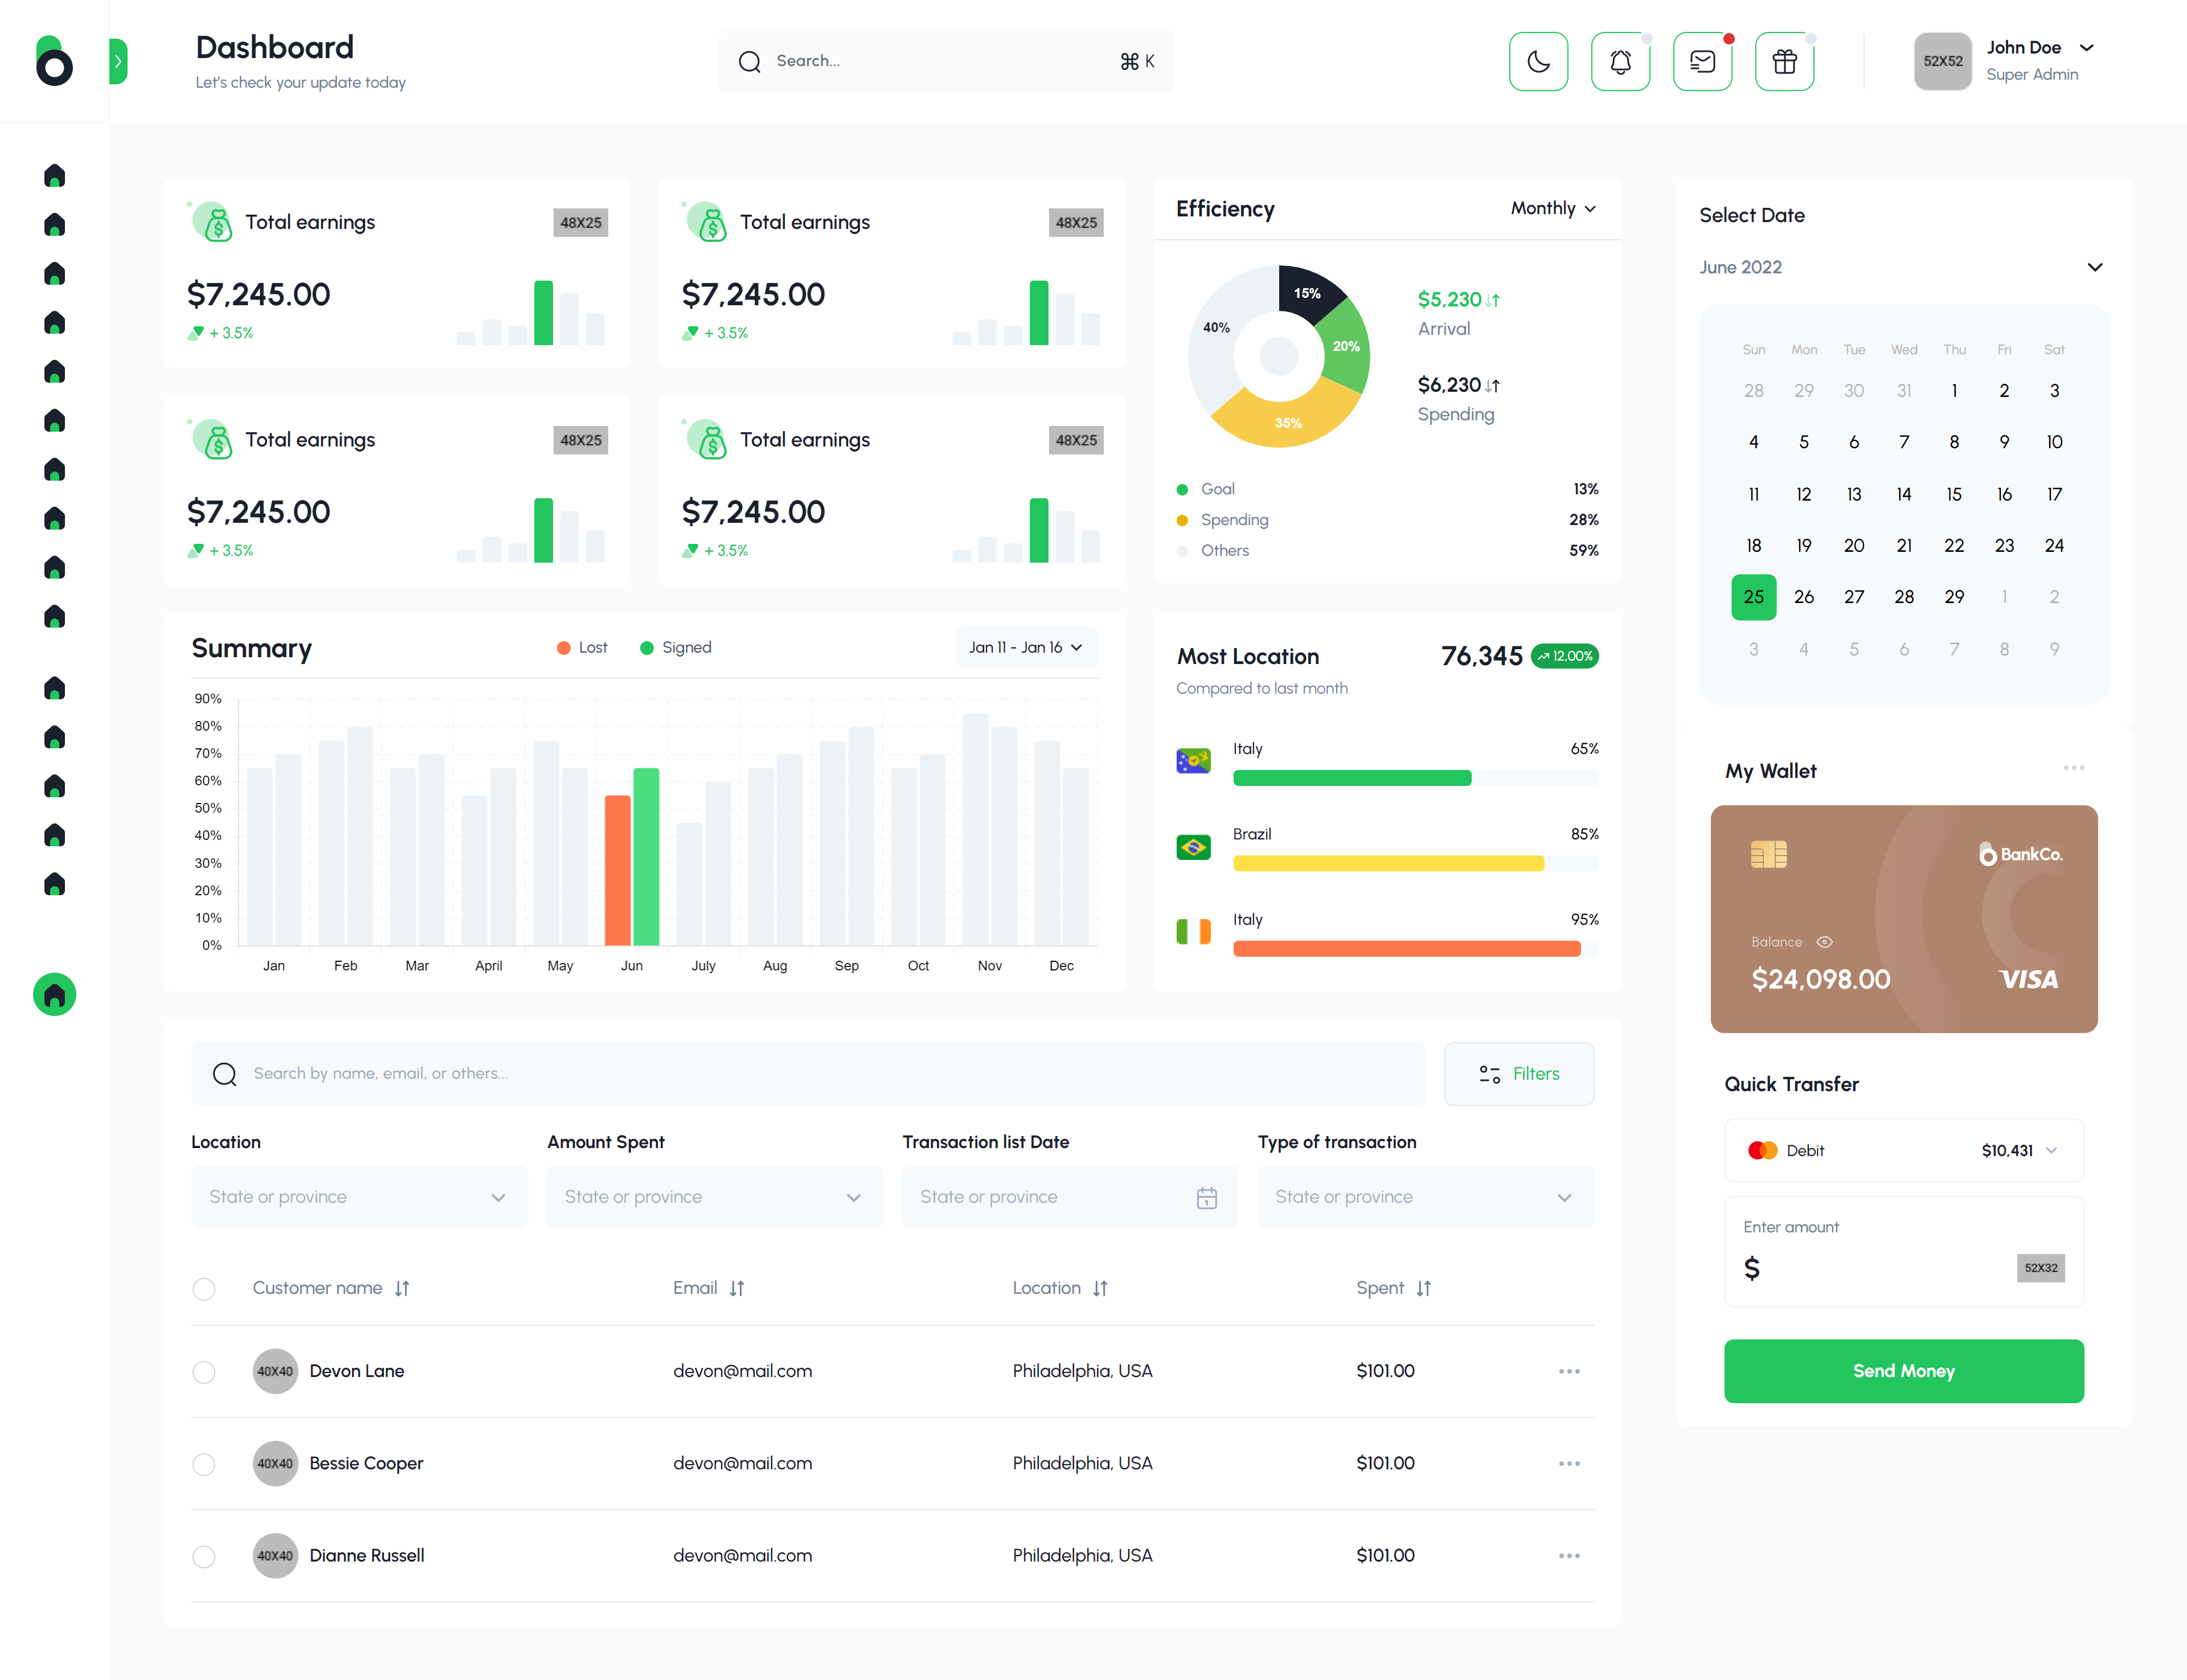 Dashboard
Let's check your update today
Search...
⌘ K
John Doe
Super Admin
52X52
Total earnings
48X25
$7,245.00
+ 3.5%
Total earnings
48X25
$7,245.00
+ 3.5%
Total earnings
48X25
$7,245.00
+ 3.5%
Total earnings
48X25
$7,245.00
+ 3.5%
Efficiency
Monthly
15%
20%
35%
40%
$5,230
Arrival
$6,230
Spending
Goal 13%
Spending 28%
Others 59%
Summary
Lost
Signed
Jan 11 - Jan 16
90%
80%
70%
60%
50%
40%
30%
20%
10%
0%
Jan Feb Mar April May Jun July Aug Sep Oct Nov Dec
Most Location
76,345
12,00%
Compared to last month
Italy 65%
Brazil 85%
Italy 95%
Select Date
June 2022
Sun Mon Tue Wed Thu Fri Sat
28 29 30 31 1 2 3
4 5 6 7 8 9 10
11 12 13 14 15 16 17
18 19 20 21 22 23 24
25 26 27 28 29 1 2
3 4 5 6 7 8 9
My Wallet
BankCo.
Balance
$24,098.00
VISA
Quick Transfer
Debit
$10,431
Enter amount
$
52X32
Send Money
Search by name, email, or others...
Filters
Location
Amount Spent
Transaction list Date
Type of transaction
State or province
State or province
State or province
State or province
Customer name Email Location Spent
40X40 Devon Lane devon@mail.com Philadelphia, USA $101.00
40X40 Bessie Cooper devon@mail.com Philadelphia, USA $101.00
40X40 Dianne Russell devon@mail.com Philadelphia, USA $101.00